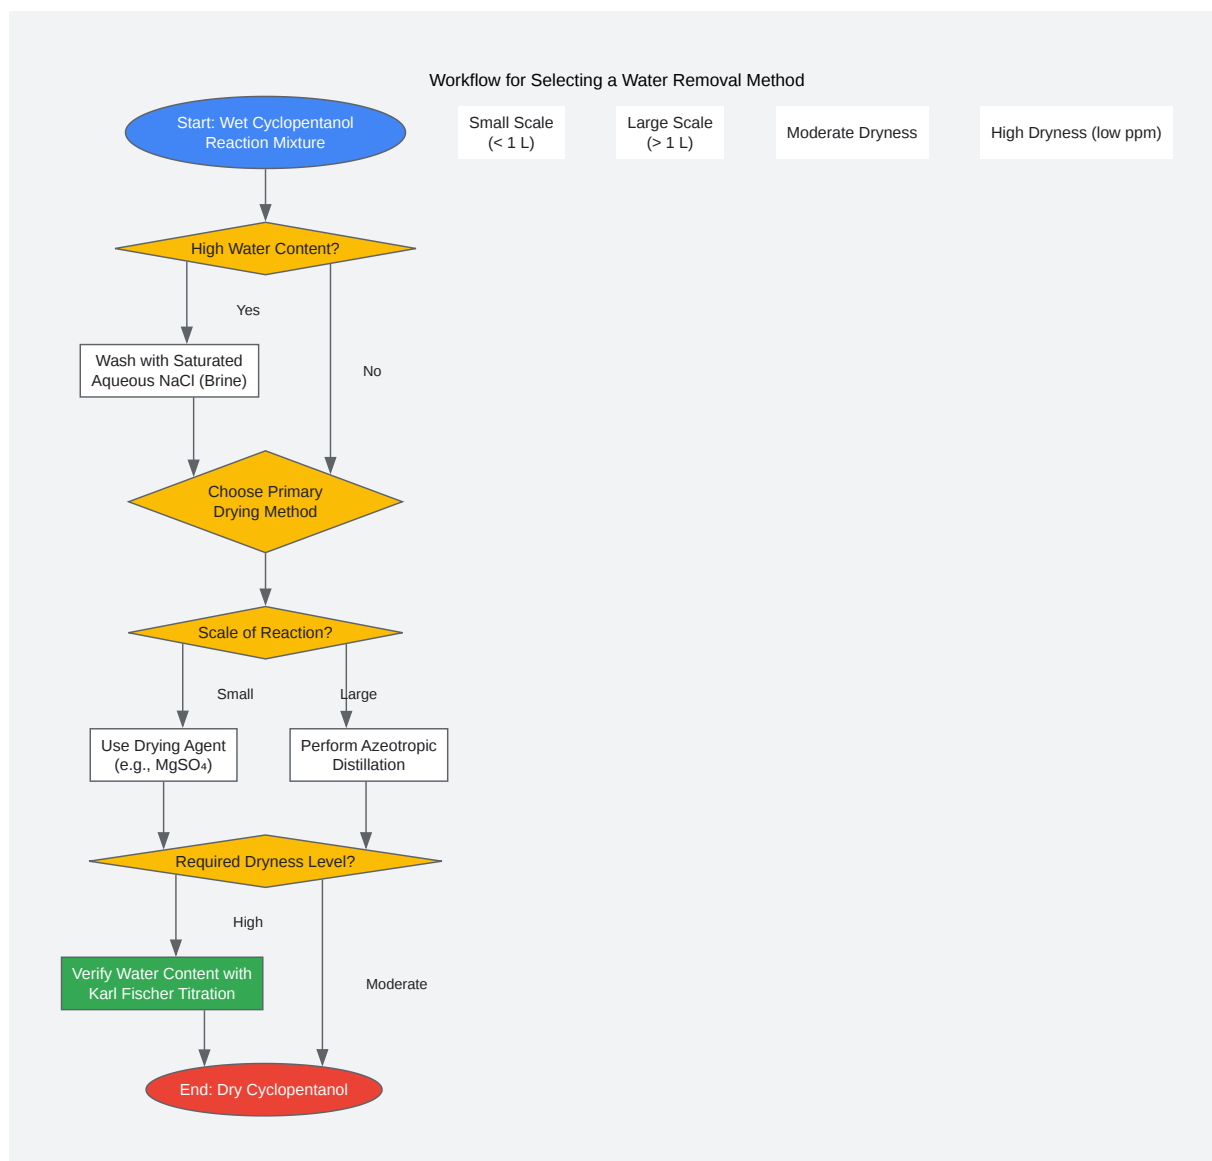 Workflow for Selecting a Water Removal Method
Start: Wet Cyclopentanol
Reaction Mixture
Small Scale
(< 1 L)
Large Scale
(> 1 L)
Moderate Dryness
High Dryness (low ppm)
High Water Content?
Yes
Wash with Saturated
Aqueous NaCl (Brine)
No
Choose Primary
Drying Method
Scale of Reaction?
Small
Large
Use Drying Agent
(e.g., MgSO₄)
Perform Azeotropic
Distillation
Required Dryness Level?
High
Verify Water Content with
Karl Fischer Titration
Moderate
End: Dry Cyclopentanol